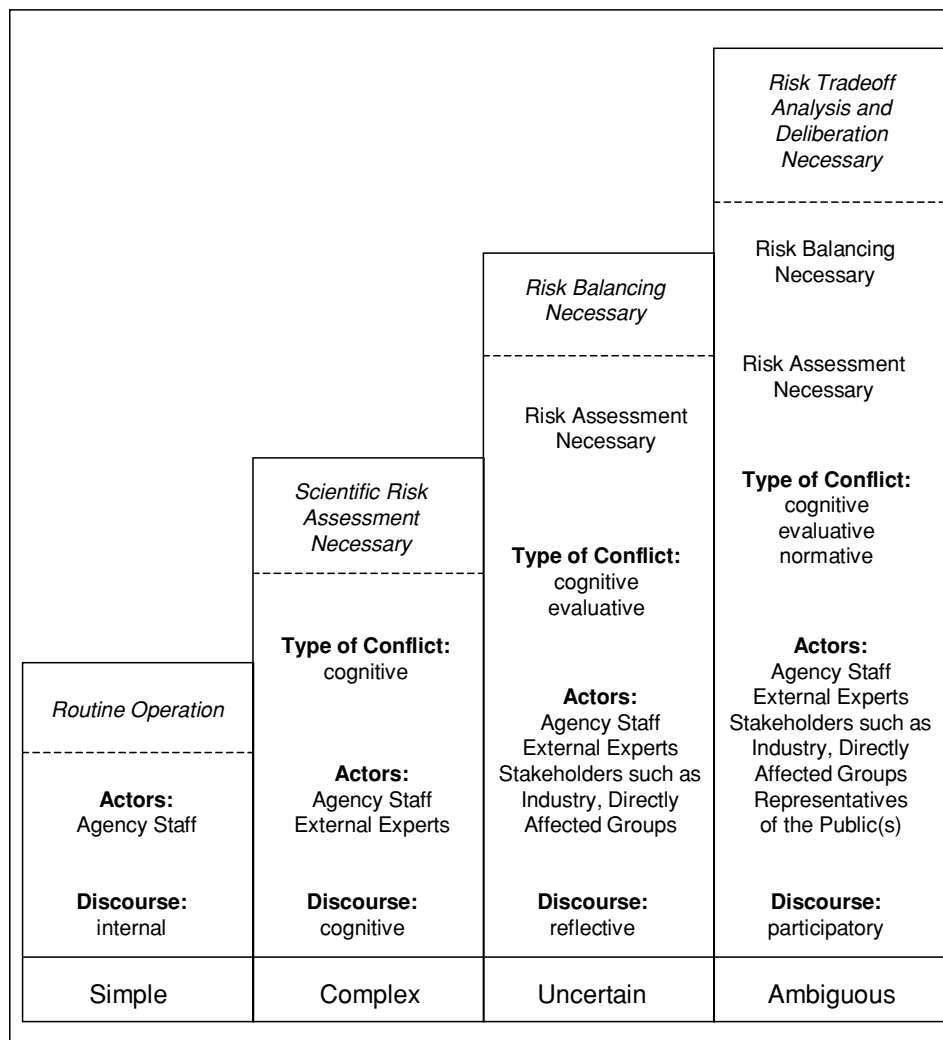 Routine Operation
Actors:
Agency Staff
Discourse:
internal
Simple
Scientific Risk
Assessment
Necessary
Type of Conflict:
cognitive
Actors:
Agency Staff
External Experts
Discourse:
cognitive
Complex
Risk Balancing
Necessary
Risk Assessment
Necessary
Type of Conflict:
cognitive
evaluative
Actors:
Agency Staff
External Experts
Stakeholders such as
Industry, Directly
Affected Groups
Discourse:
reflective
Uncertain
Risk Tradeoff
Analysis and
Deliberation
Necessary
Risk Balancing
Necessary
Risk Assessment
Necessary
Type of Conflict:
cognitive
evaluative
normative
Actors:
Agency Staff
External Experts
Stakeholders such as
Industry, Directly
Affected Groups
Representatives
of the Public(s)
Discourse:
participatory
Ambiguous